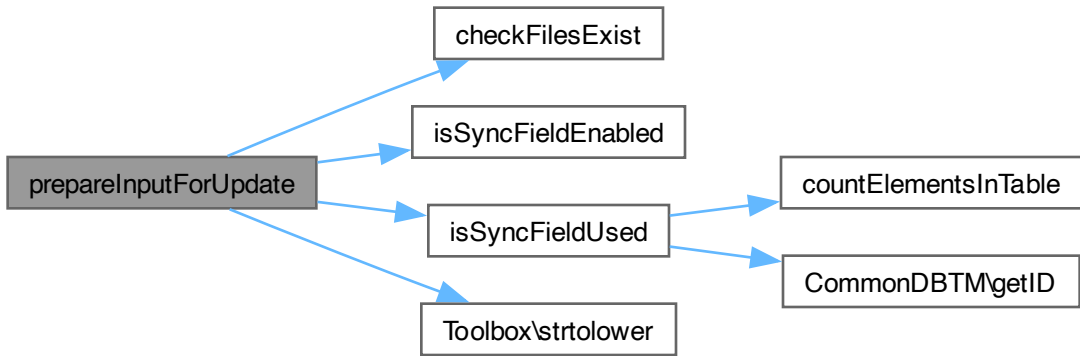 checkFilesExist
isSyncFieldEnabled
prepareInputForUpdate
countElementsInTable
isSyncFieldUsed
CommonDBTM\getID
Toolbox\strtolower